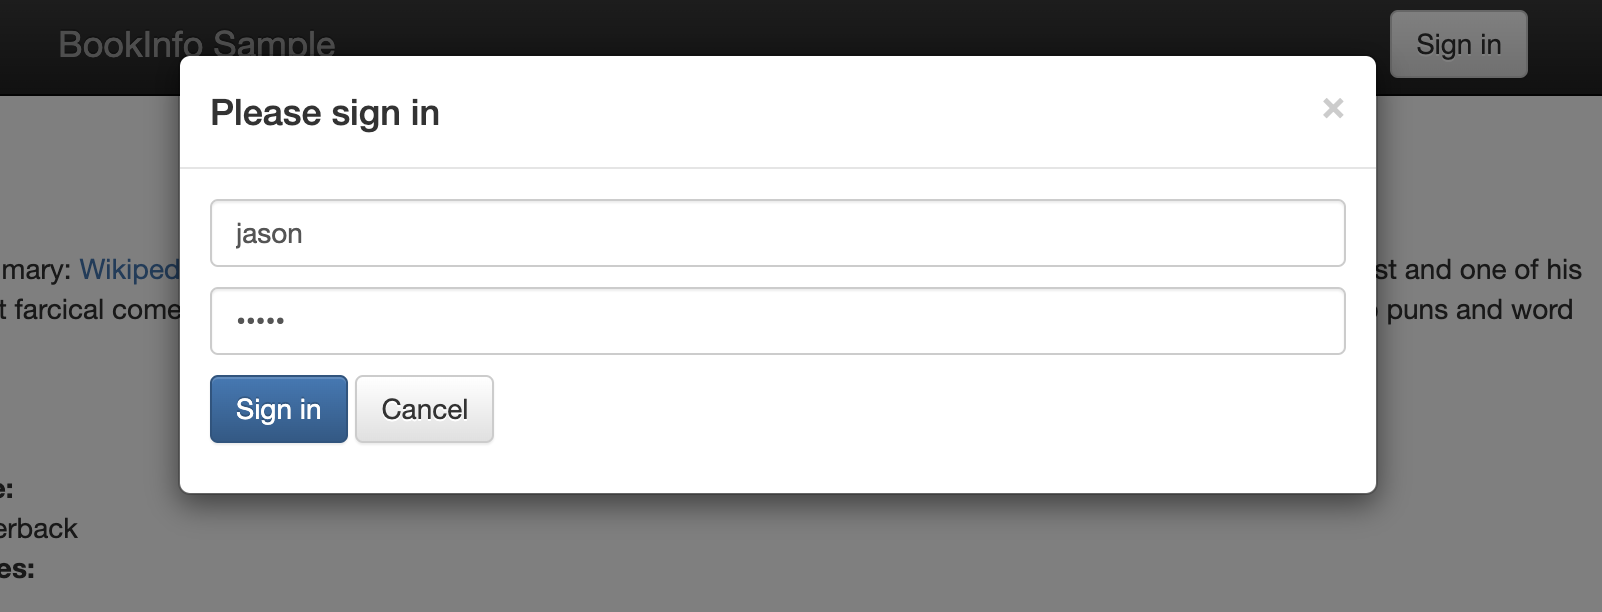 BookInfo Sample
Sign in
Please sign in
×
jason
•••••
Sign in
Cancel
mary: Wikiped
st and one of his
t farcical come
puns and word
e:
erback
es: